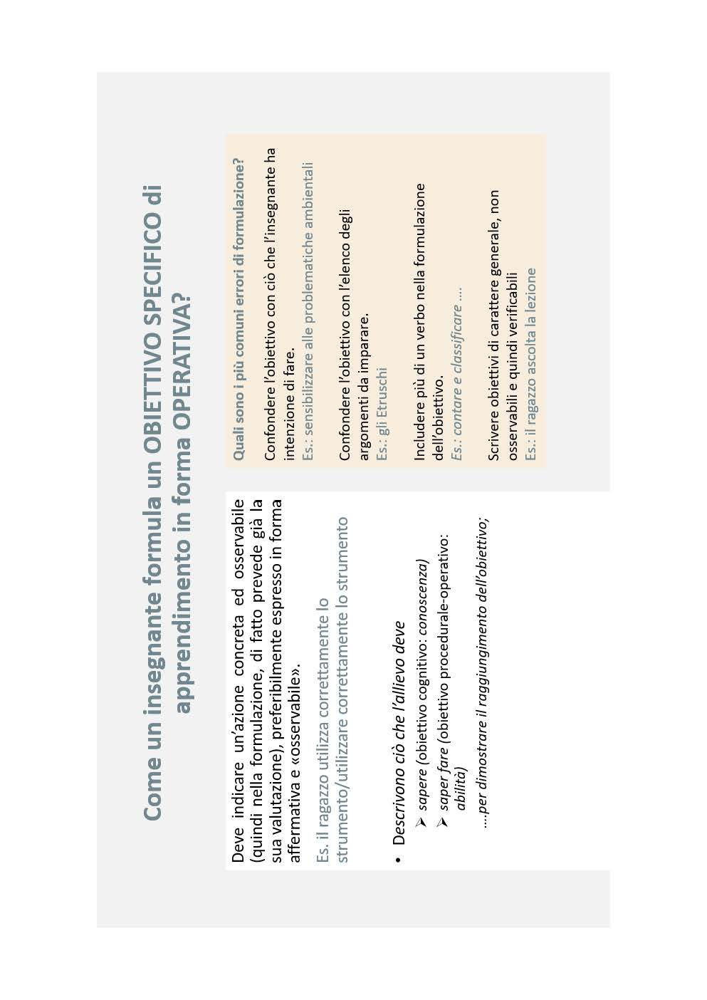 Come un insegnante formula un OBIETTIVO SPECIFICO di
apprendimento in forma OPERATIVA?
Deve indicare un’azione concreta ed osservabile
(quindi nella formulazione, di fatto prevede già la
sua valutazione), preferibilmente espresso in forma
affermativa e «osservabile».
Es. il ragazzo utilizza correttamente lo
strumento/utilizzare correttamente lo strumento
• Descrivono ciò che l’allievo deve
➢ sapere (obiettivo cognitivo: conoscenza)
➢ saper fare (obiettivo procedurale-operativo:
abilità)
....per dimostrare il raggiungimento dell’obiettivo;
Quali sono i più comuni errori di formulazione?
Confondere l’obiettivo con ciò che l’insegnante ha
intenzione di fare.
Es.: sensibilizzare alle problematiche ambientali
Confondere l’obiettivo con l’elenco degli
argomenti da imparare.
Es.: gli Etruschi
Includere più di un verbo nella formulazione
dell’obiettivo.
Es.: contare e classificare ....
Scrivere obiettivi di carattere generale, non
osservabili e quindi verificabili
Es.: il ragazzo ascolta la lezione